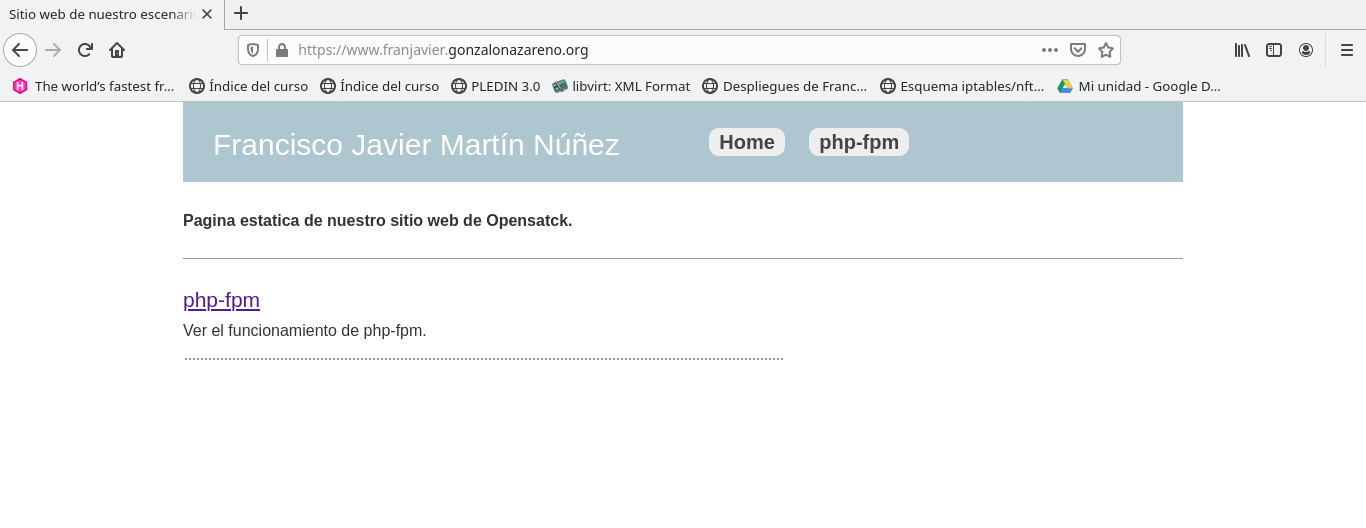 Sitio web de nuestro escenari
https://www.franjavier.gonzalonazareno.org
The world's fastest fr... Índice del curso Índice del curso PLEDIN 3.0 libvirt: XML Format Despliegues de Franc... Esquema iptables/nft... Mi unidad - Google D...
Francisco Javier Martín Núñez Home php-fpm
Pagina estatica de nuestro sitio web de Opensatck.
php-fpm
Ver el funcionamiento de php-fpm.